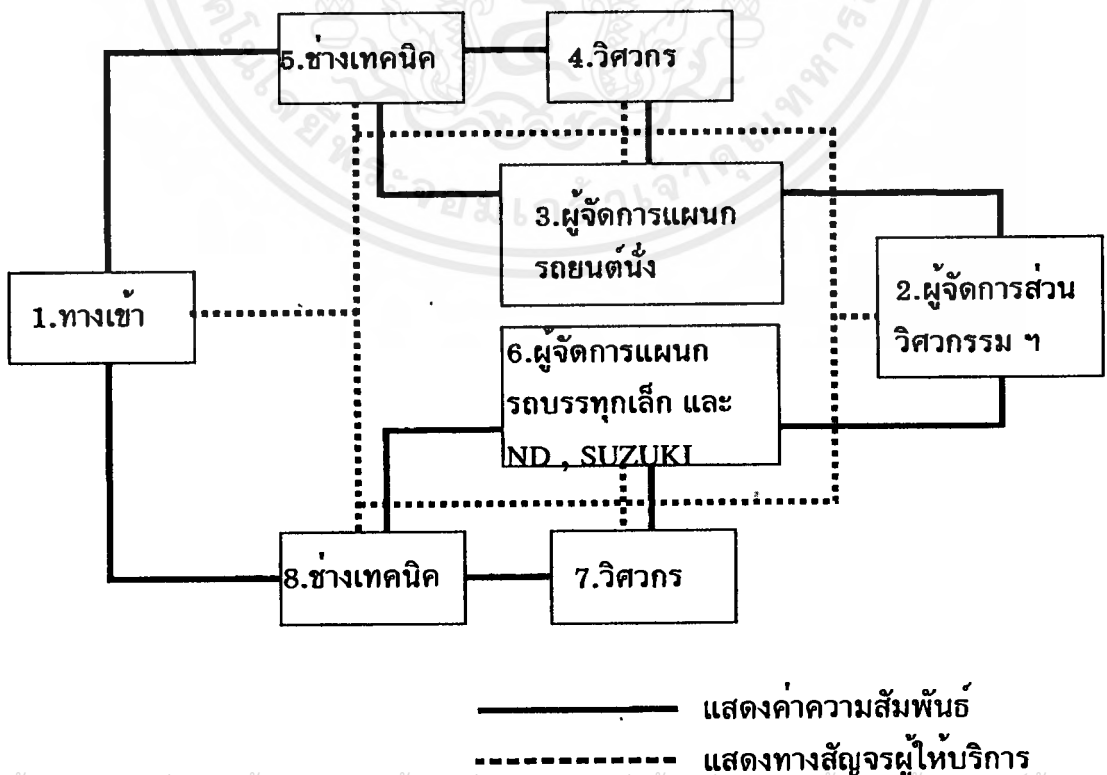 5.ช่างเทคนิค
4.วิศวกร
3.ผู้จัดการแผนก
รถยนต์นั่ง
1.ทางเข้า
2.ผู้จัดการส่วน
วิศวกรรม ฯ
6.ผู้จัดการแผนก
รถบรรทุกเล็ก และ
ND , SUZUKI
8.ช่างเทคนิค
7.วิศวกร
แสดงค่าความสัมพันธ์
แสดงทางสัญจรผู้ให้บริการ